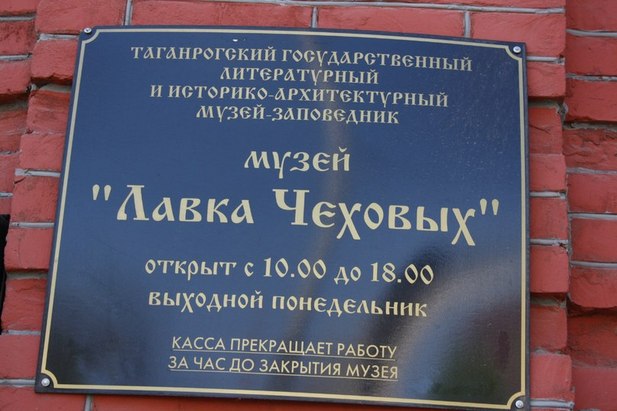 ТАГАНРОГСКИЙ ГОСУДАРСТВЕННЫЙ
ЛИТЕРАТУРНЫЙ
И ИСТОРИКО-АРХИТЕКТУРНЫЙ
МУЗЕЙ-ЗАПОВЕДНИК
МУЗЕЙ
"ЛАВКА ЧЕХОВЫХ"
ОТКРЫТ С 10.00 ДО 18.00
ВЫХОДНОЙ ПОНЕДЕЛЬНИК
КАССА ПРЕКРАЩАЕТ РАБОТУ
ЗА ЧАС ДО ЗАКРЫТИЯ МУЗЕЯ